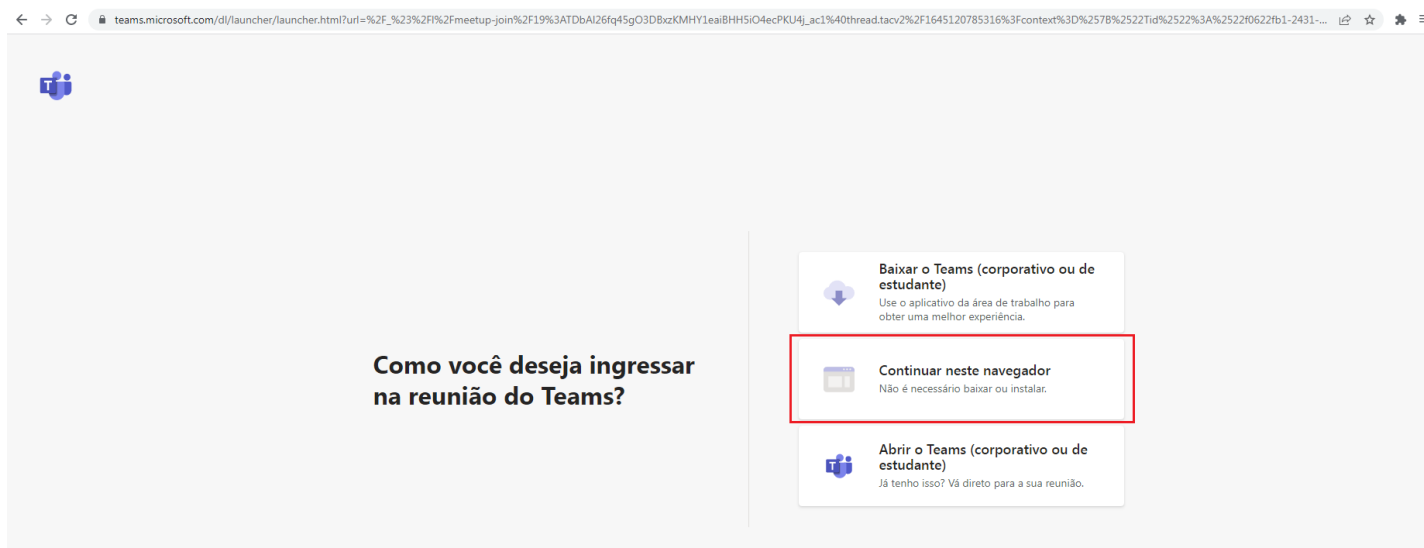 teams.microsoft.com/dl/launcher/launcher.html?url=%2F_%23%2Fl%2Fmeetup-join%2F19%3ATDbAl26fq45gO3DBxzKMHY1eaiBHH5iO4ecPKU4j_ac1%40thread.tacv2%2F1645120785316%3Fcontext%3D%257B%2522Tid%2522%3A%2522f0622fb1-2431-...
Baixar o Teams (corporativo ou de
estudante)
Use o aplicativo da área de trabalho para
obter uma melhor experiência.
Como você deseja ingressar
na reunião do Teams?
Continuar neste navegador
Não é necessário baixar ou instalar.
Abrir o Teams (corporativo ou de
estudante)
Já tenho isso? Vá direto para a sua reunião.